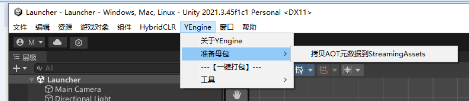 Launcher - Launcher - Windows, Mac, Linux - Unity 2021.3.45f1c1 Personal <DX11>
文件 编辑 资源 游戏对象 组件 HybridCLR YEngine 窗口 帮助
M
关于YEngine
层级
准备母包
拷贝AOT元数据到StreamingAssets
All
---【一键打包】---
Launcher
工具
Main Camera
Directional Light